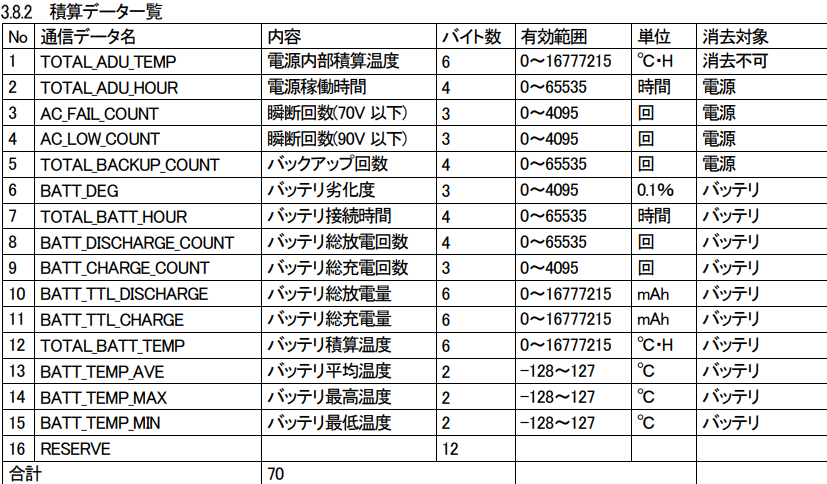 3.8.2 積算データ一覧
No 通信データ名 内容 バイト数 有効範囲 単位 消去対象
1 TOTAL_ADU_TEMP 電源内部積算温度 6 0～16777215 ℃・H 消去不可
2 TOTAL_ADU_HOUR 電源稼働時間 4 0～65535 時間 電源
3 AC_FAIL_COUNT 瞬断回数(70V 以下) 3 0～4095 回 電源
4 AC_LOW_COUNT 瞬断回数(90V 以下) 3 0～4095 回 電源
5 TOTAL_BACKUP_COUNT バックアップ回数 4 0～65535 回 電源
6 BATT_DEG バッテリ劣化度 3 0～4095 0.1% バッテリ
7 TOTAL_BATT_HOUR バッテリ接続時間 4 0～65535 時間 バッテリ
8 BATT_DISCHARGE_COUNT バッテリ総放電回数 4 0～65535 回 バッテリ
9 BATT_CHARGE_COUNT バッテリ総充電回数 3 0～4095 回 バッテリ
10 BATT_TTL_DISCHARGE バッテリ総放電量 6 0～16777215 mAh バッテリ
11 BATT_TTL_CHARGE バッテリ総充電量 6 0～16777215 mAh バッテリ
12 TOTAL_BATT_TEMP バッテリ積算温度 6 0～16777215 ℃・H バッテリ
13 BATT_TEMP_AVE バッテリ平均温度 2 -128～127 ℃ バッテリ
14 BATT_TEMP_MAX バッテリ最高温度 2 -128～127 ℃ バッテリ
15 BATT_TEMP_MIN バッテリ最低温度 2 -128～127 ℃ バッテリ
16 RESERVE 12
合計 70